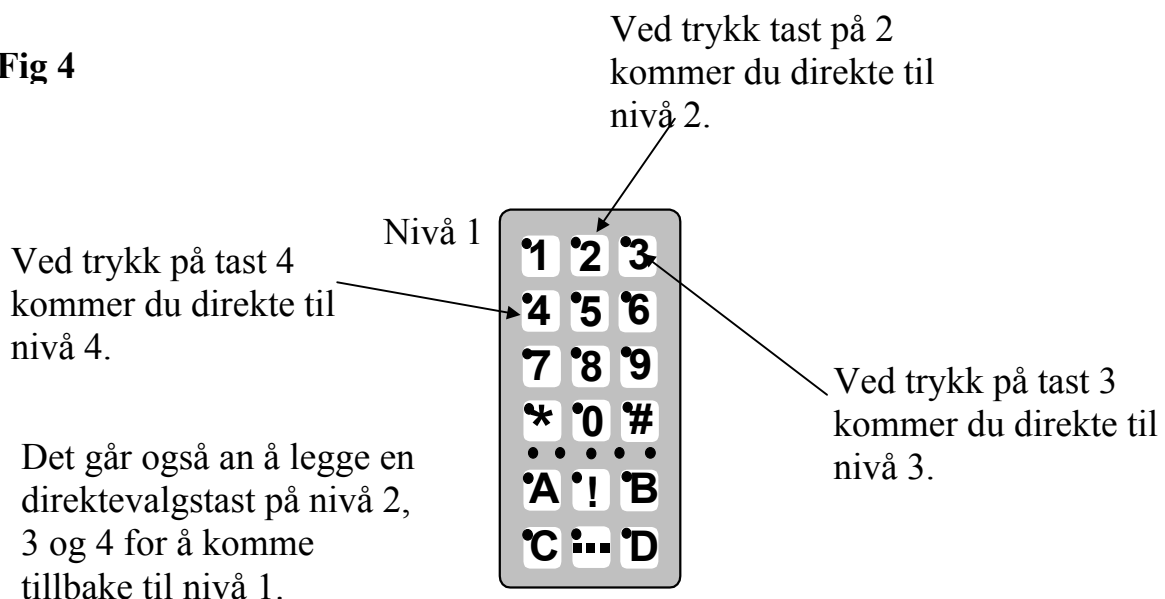 Fig 4
Ved trykk tast på 2
kommer du direkte til
nivå 2.
Nivå 1
Ved trykk på tast 4
kommer du direkte til
nivå 4.
1 2 3
4 5 6
7 8 9
* 0 #
A ! B
C ... D
Ved trykk på tast 3
kommer du direkte til
nivå 3.
Det går også an å legge en
direktevalgstast på nivå 2,
3 og 4 for å komme
tillbake til nivå 1.